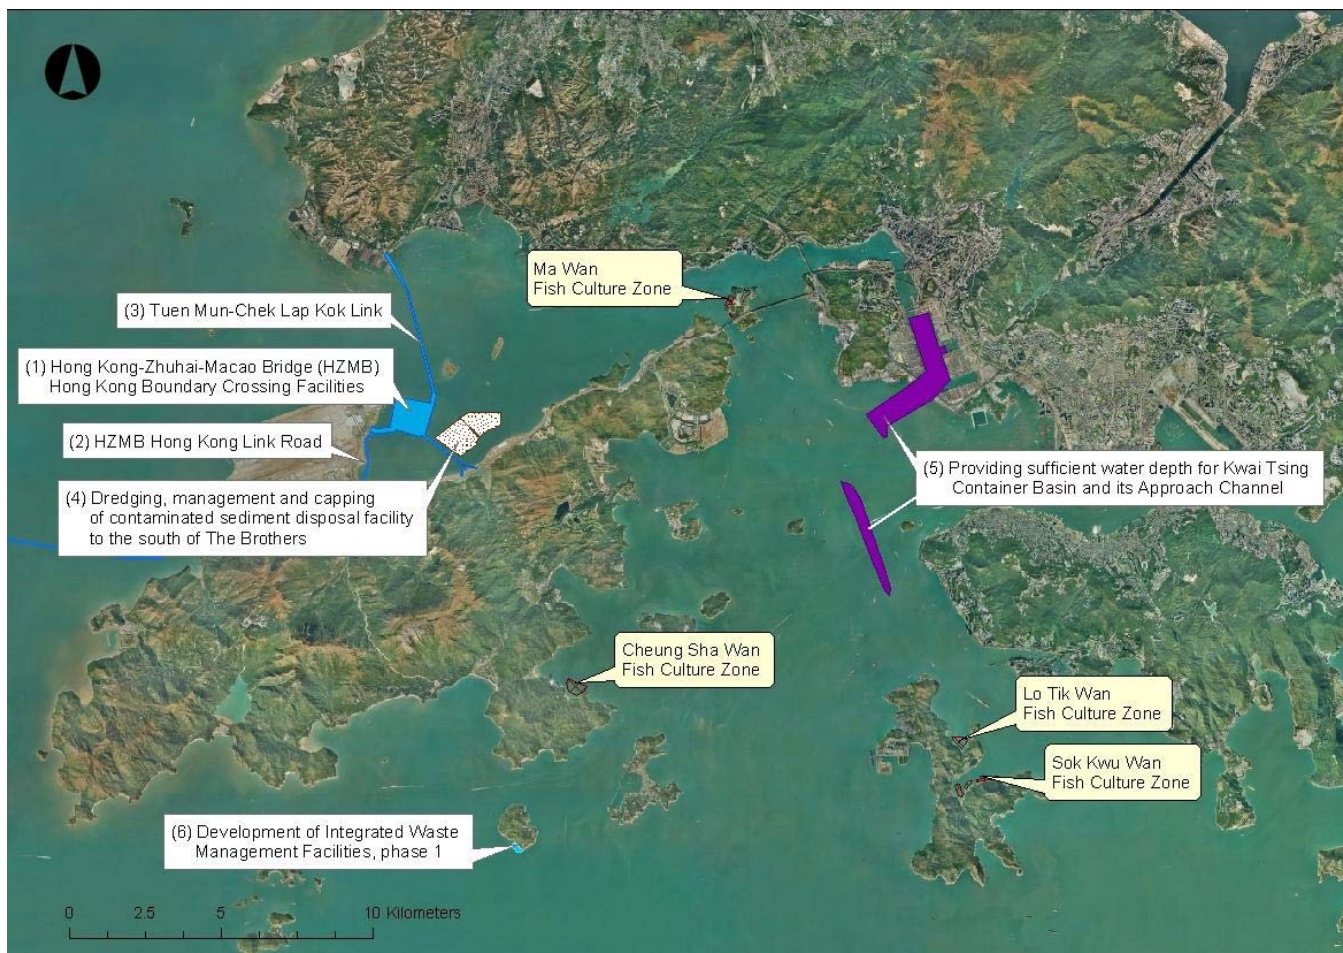 Ma Wan
Fish Culture Zone
(3) Tuen Mun-Chek Lap Kok Link
(1) Hong Kong-Zhuhai-Macao Bridge (HZMB)
Hong Kong Boundary Crossing Facilities
(2) HZMB Hong Kong Link Road
(4) Dredging, management and capping
of contaminated sediment disposal facility
to the south of The Brothers
(5) Providing sufficient water depth for Kwai Tsing
Container Basin and its Approach Channel
Cheung Sha Wan
Fish Culture Zone
Lo Tik Wan
Fish Culture Zone
Sok Kwu Wan
Fish Culture Zone
(6) Development of Integrated Waste
Management Facilities, phase 1
0 2.5 5 10 Kilometers